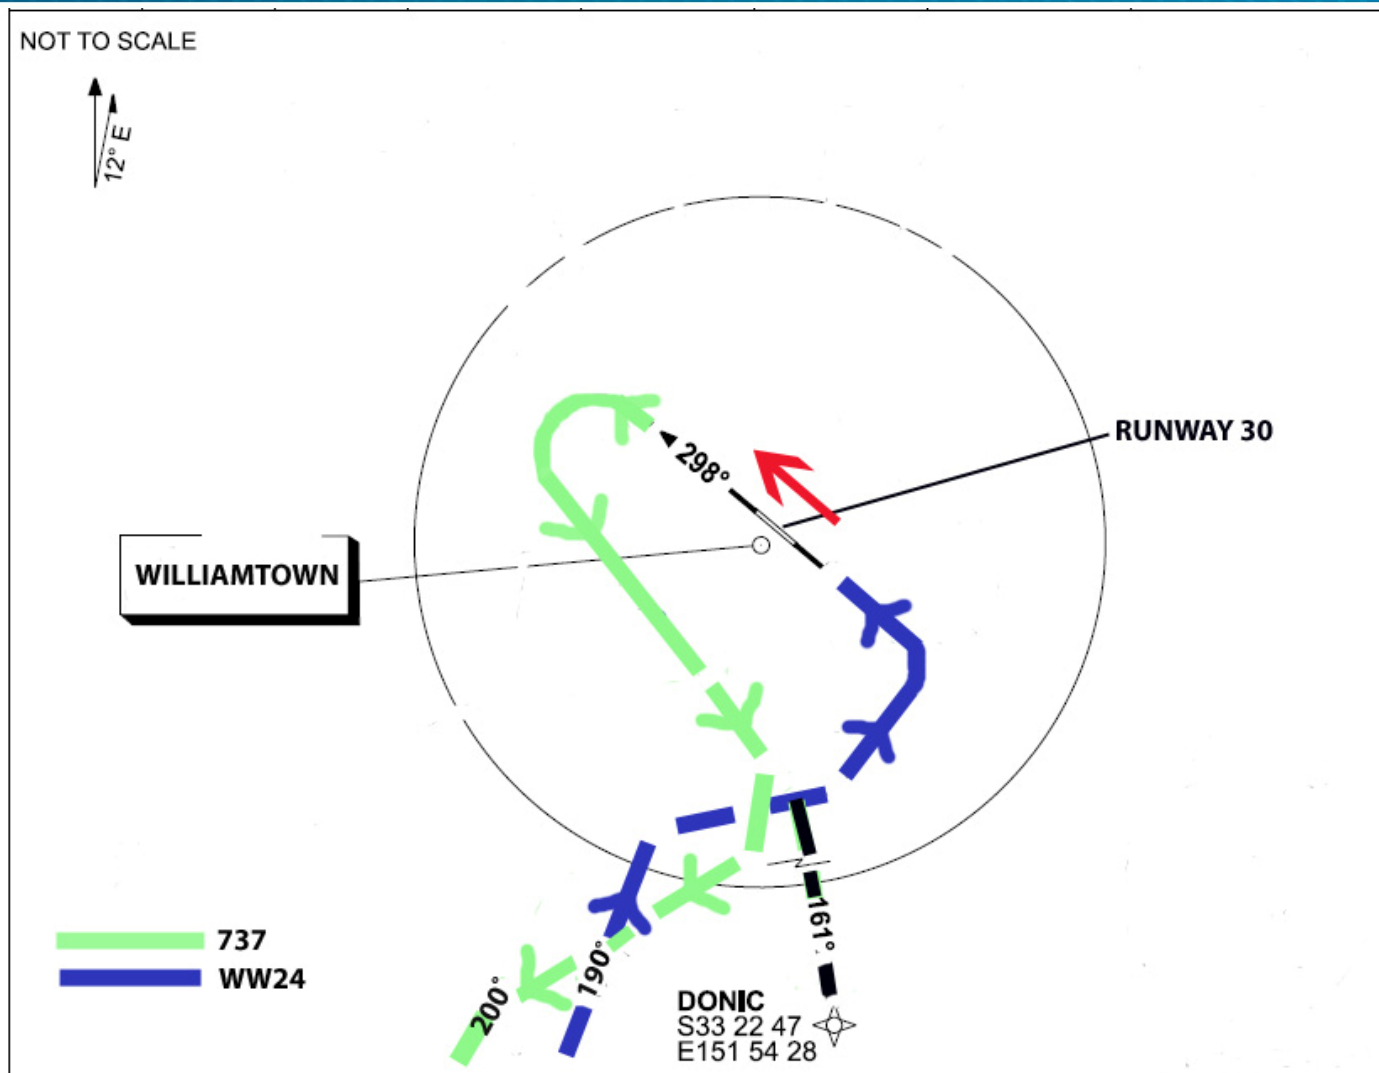 NOT TO SCALE
12° E
298°
RUNWAY 30
WILLIAMTOWN
161°
190°
200°
737
WW24
DONIC
S33 22 47
E151 54 28